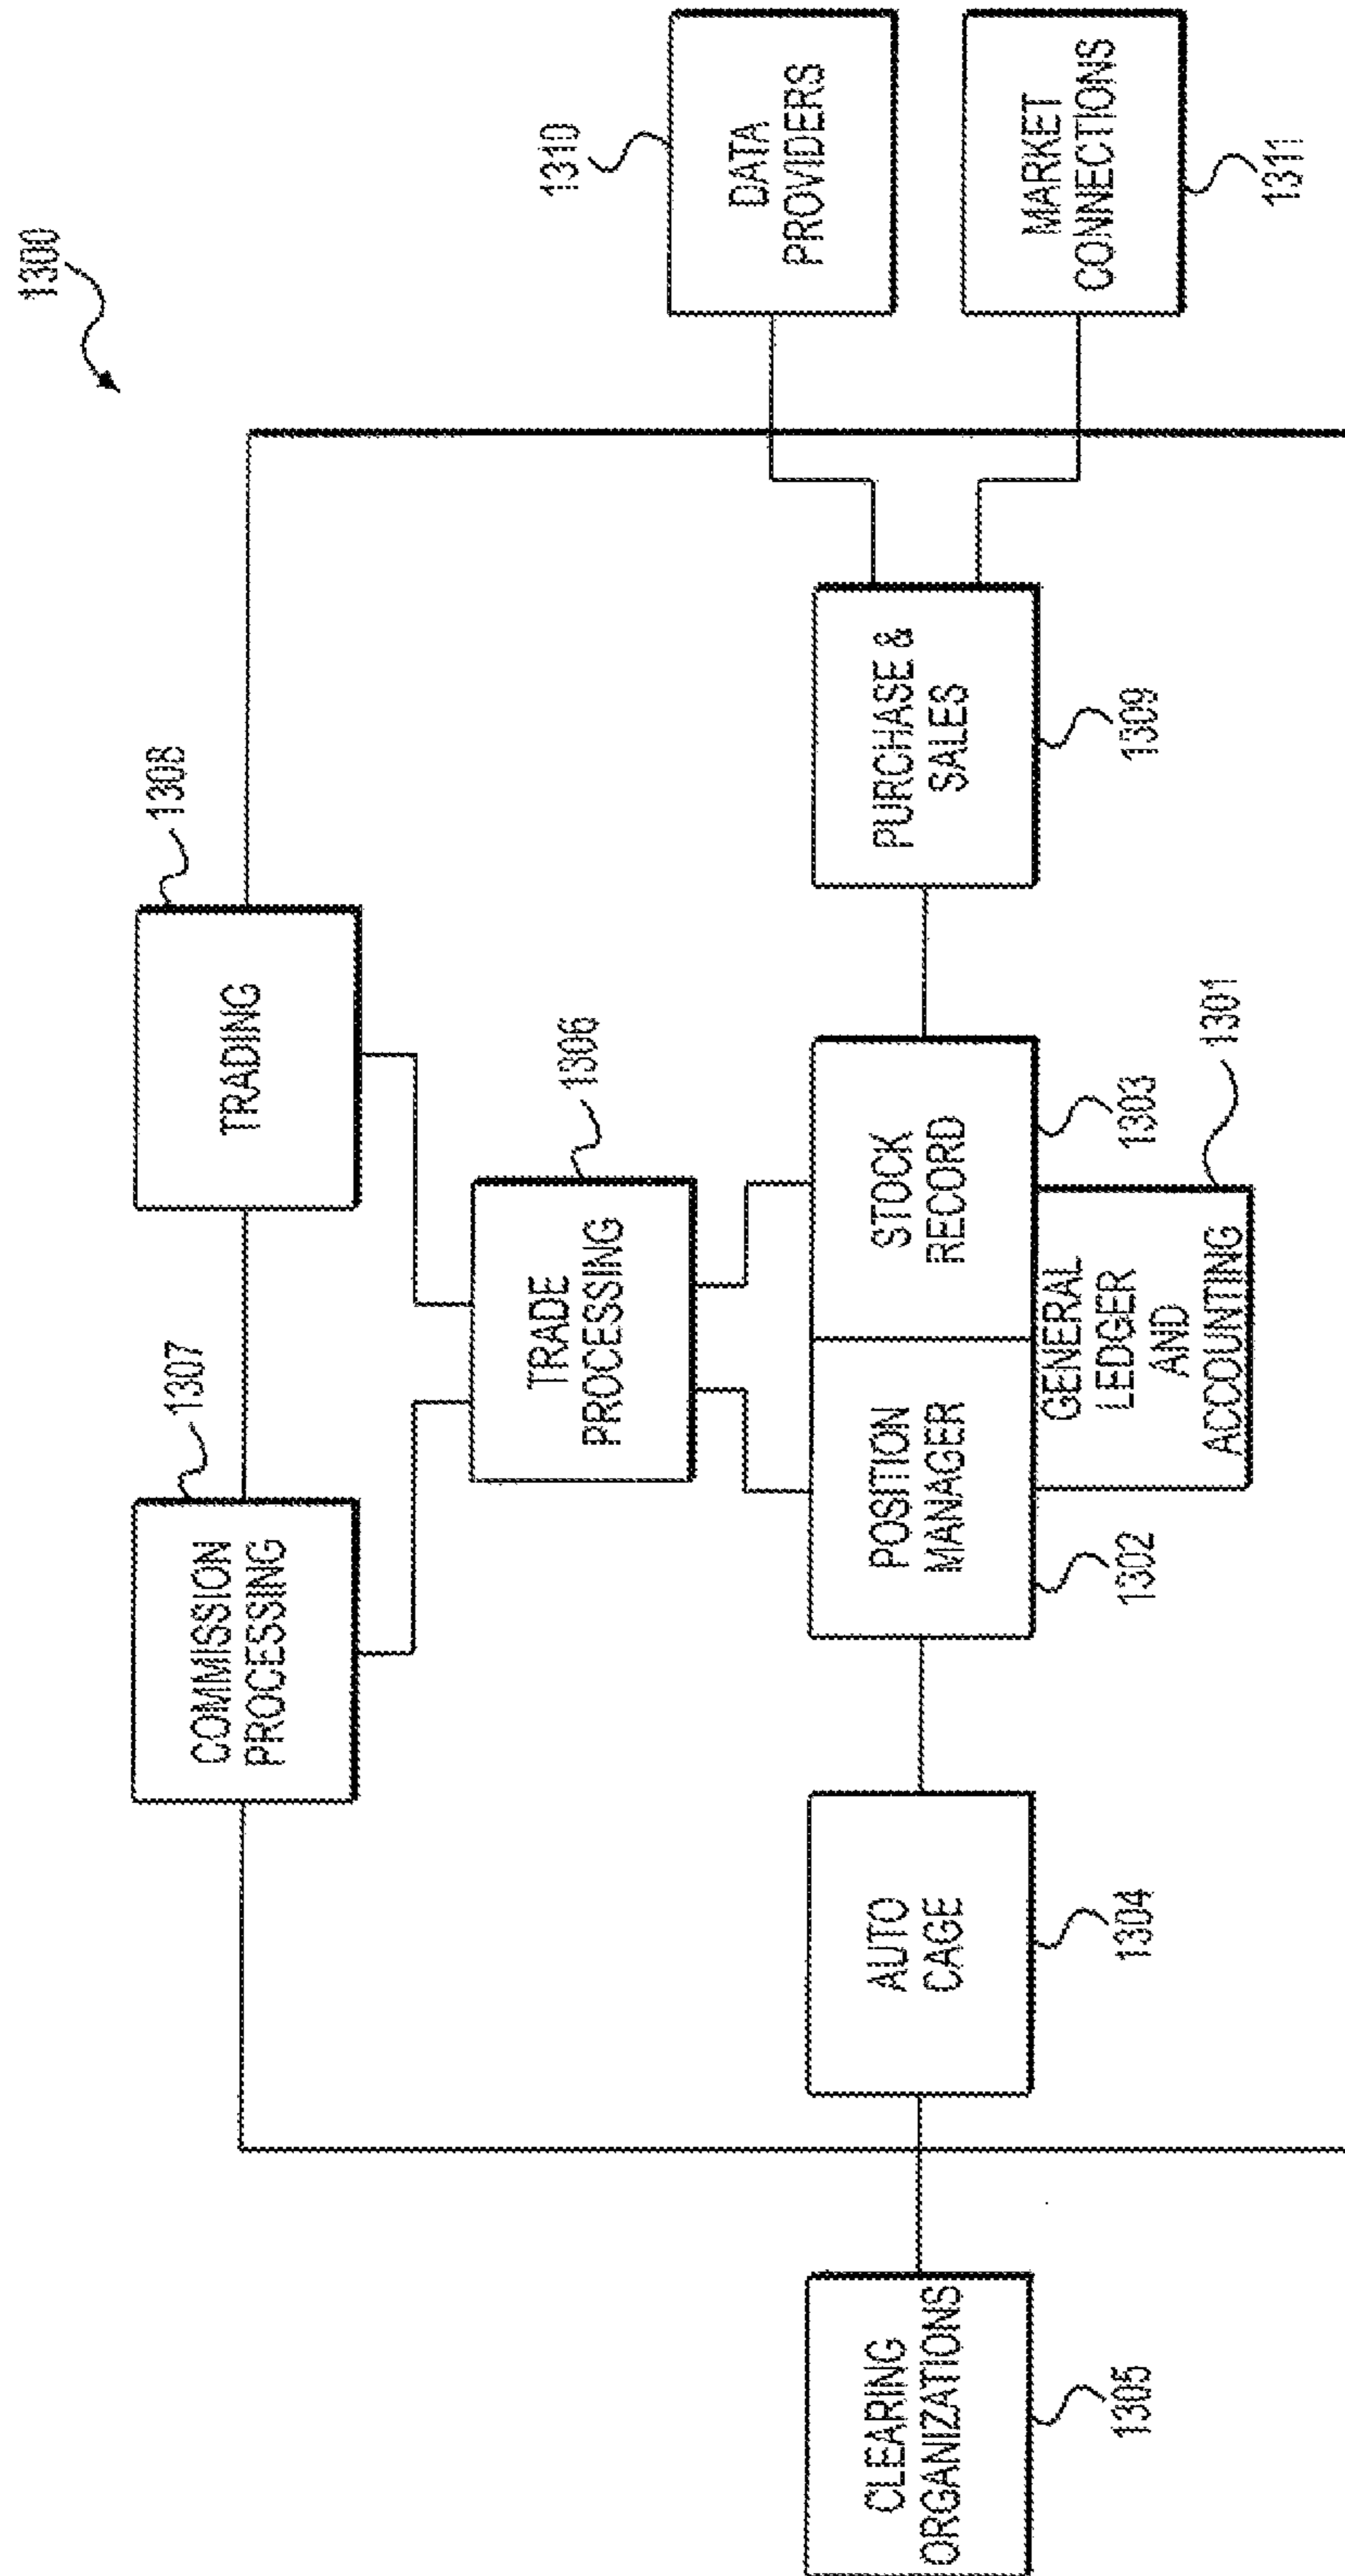 1300
COMMISSION
PROCESSING
1307
TRADING
1308
TRADE
PROCESSING
1306
DATA
PROVIDERS
1310
MARKET
CONNECTIONS
1311
CLEARING
ORGANIZATIONS
1305
AUTO
CAGE
1304
POSITION
MANAGER
1302
STOCK
RECORD
1303
PURCHASE &
SALES
1309
GENERAL
LEDGER
AND
ACCOUNTING
1301